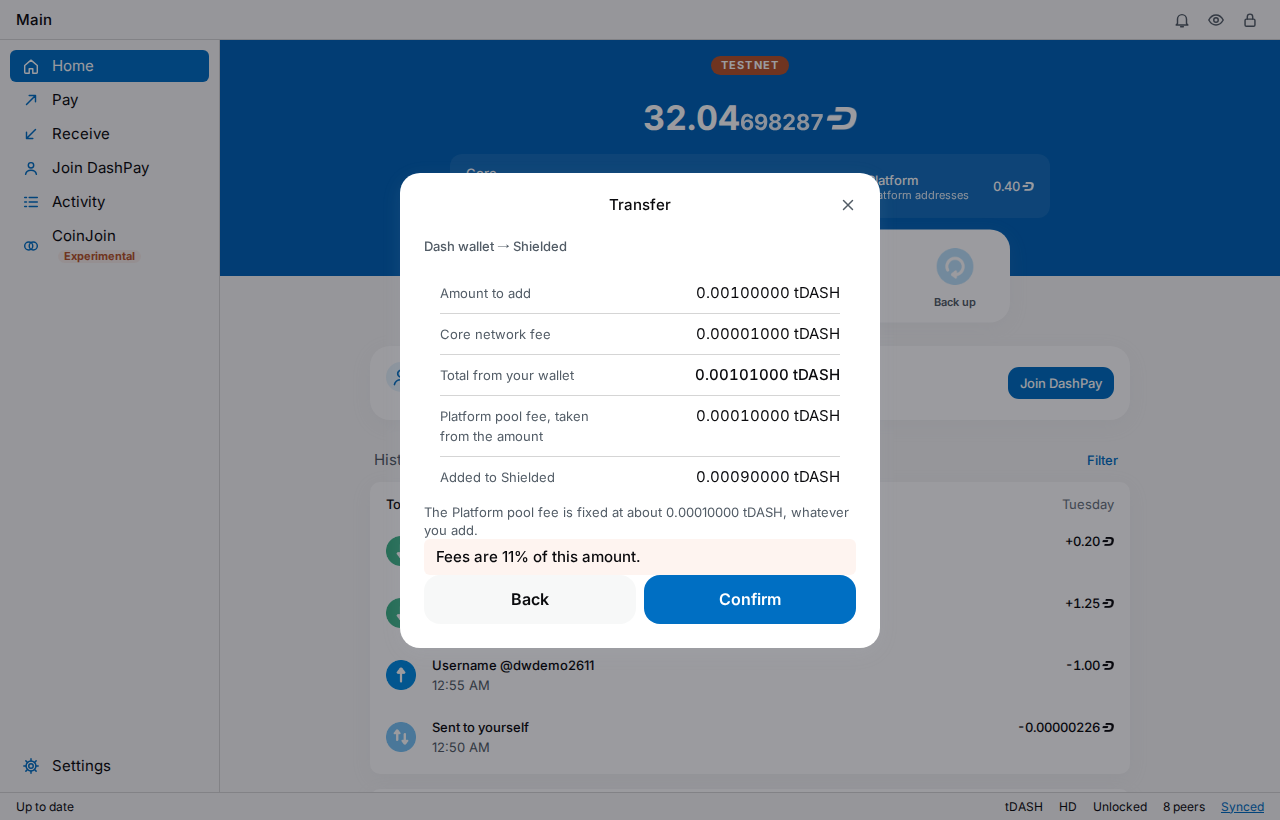 Main
Home
Pay
Receive
Join DashPay
Activity
CoinJoin
Experimental
Settings
TESTNET
32.04698287
Platform addresses
0.40
Back up
Join DashPay
Filter
Tuesday
+0.20
+1.25
Username @dwdemo2611
-1.00
12:55 AM
Sent to yourself
-0.00000226
12:50 AM
Transfer
Dash wallet → Shielded
Amount to add
0.00100000 tDASH
Core network fee
0.00001000 tDASH
Total from your wallet
0.00101000 tDASH
Platform pool fee, taken
from the amount
0.00010000 tDASH
Added to Shielded
0.00090000 tDASH
The Platform pool fee is fixed at about 0.00010000 tDASH, whatever
you add.
Fees are 11% of this amount.
Back
Confirm
Up to date
tDASH
HD
Unlocked
8 peers
Synced